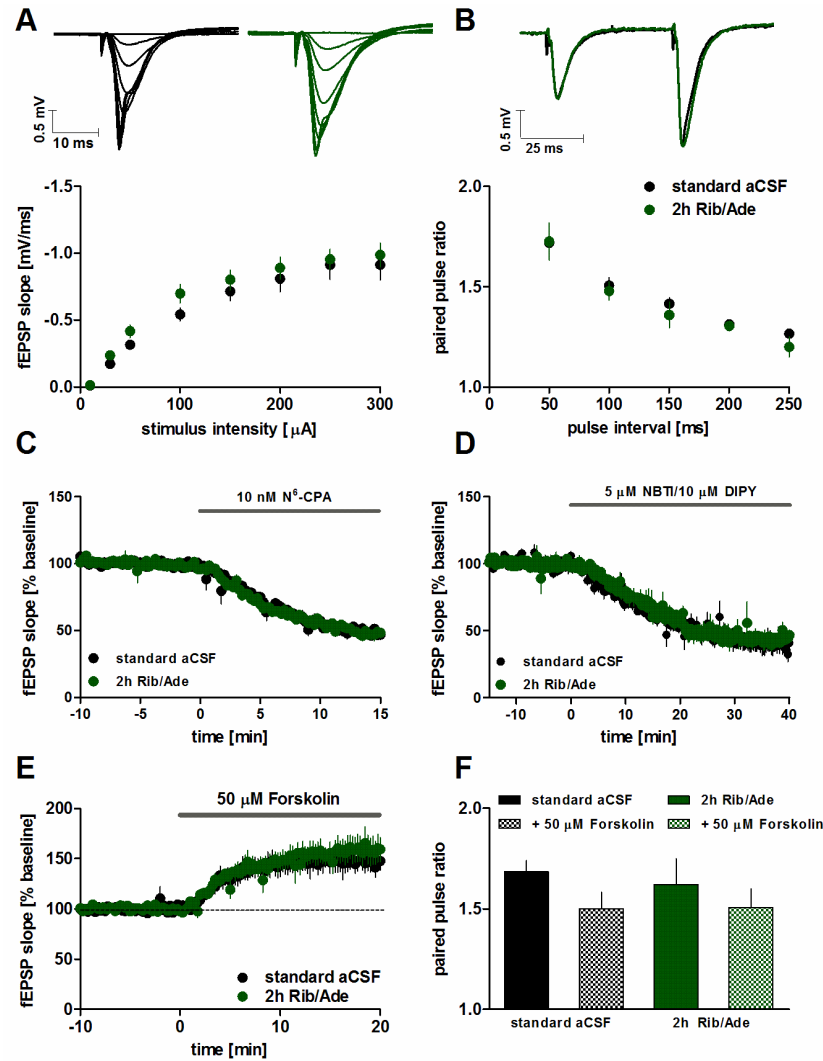 A
B
0.5 mV
10 ms
0.5 mV
25 ms
fEPSP slope [mV/ms]
-1.5
-1.0
-0.5
0.0
0
100
200
300
stimulus intensity [µA]
paired pulse ratio
2.0
1.5
1.0
standard aCSF
2h Rib/Ade
0
50
100
150
200
250
pulse interval [ms]
C
D
fEPSP slope [% baseline]
150
100
50
0
10 nM N⁶-CPA
standard aCSF
2h Rib/Ade
-10
-5
0
5
10
15
time [min]
fEPSP slope [% baseline]
150
100
50
0
5 µM NBTI/10 µM DIPY
standard aCSF
2h Rib/Ade
-10
0
10
20
30
40
time [min]
E
F
fEPSP slope [% baseline]
200
150
100
50
0
50 µM Forskolin
standard aCSF
2h Rib/Ade
-10
0
10
20
time [min]
standard aCSF
2h Rib/Ade
+ 50 µM Forskolin
+ 50 µM Forskolin
paired pulse ratio
2.0
1.5
1.0
standard aCSF
2h Rib/Ade